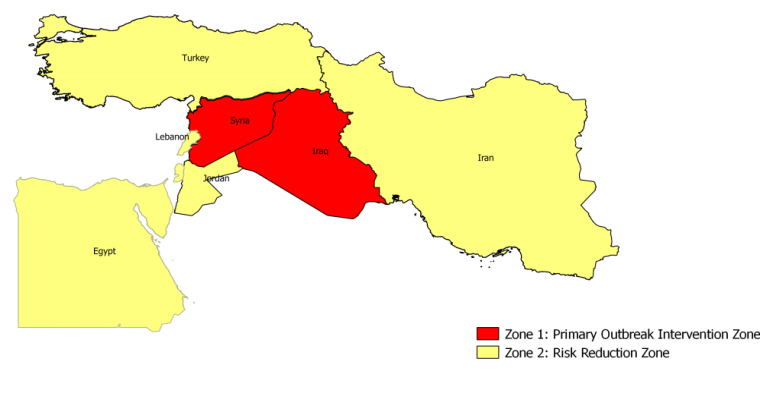 Turkey
Syria
Lebanon
Iraq
Iran
Jordan
Egypt
Zone 1: Primary Outbreak Intervention Zone
Zone 2: Risk Reduction Zone